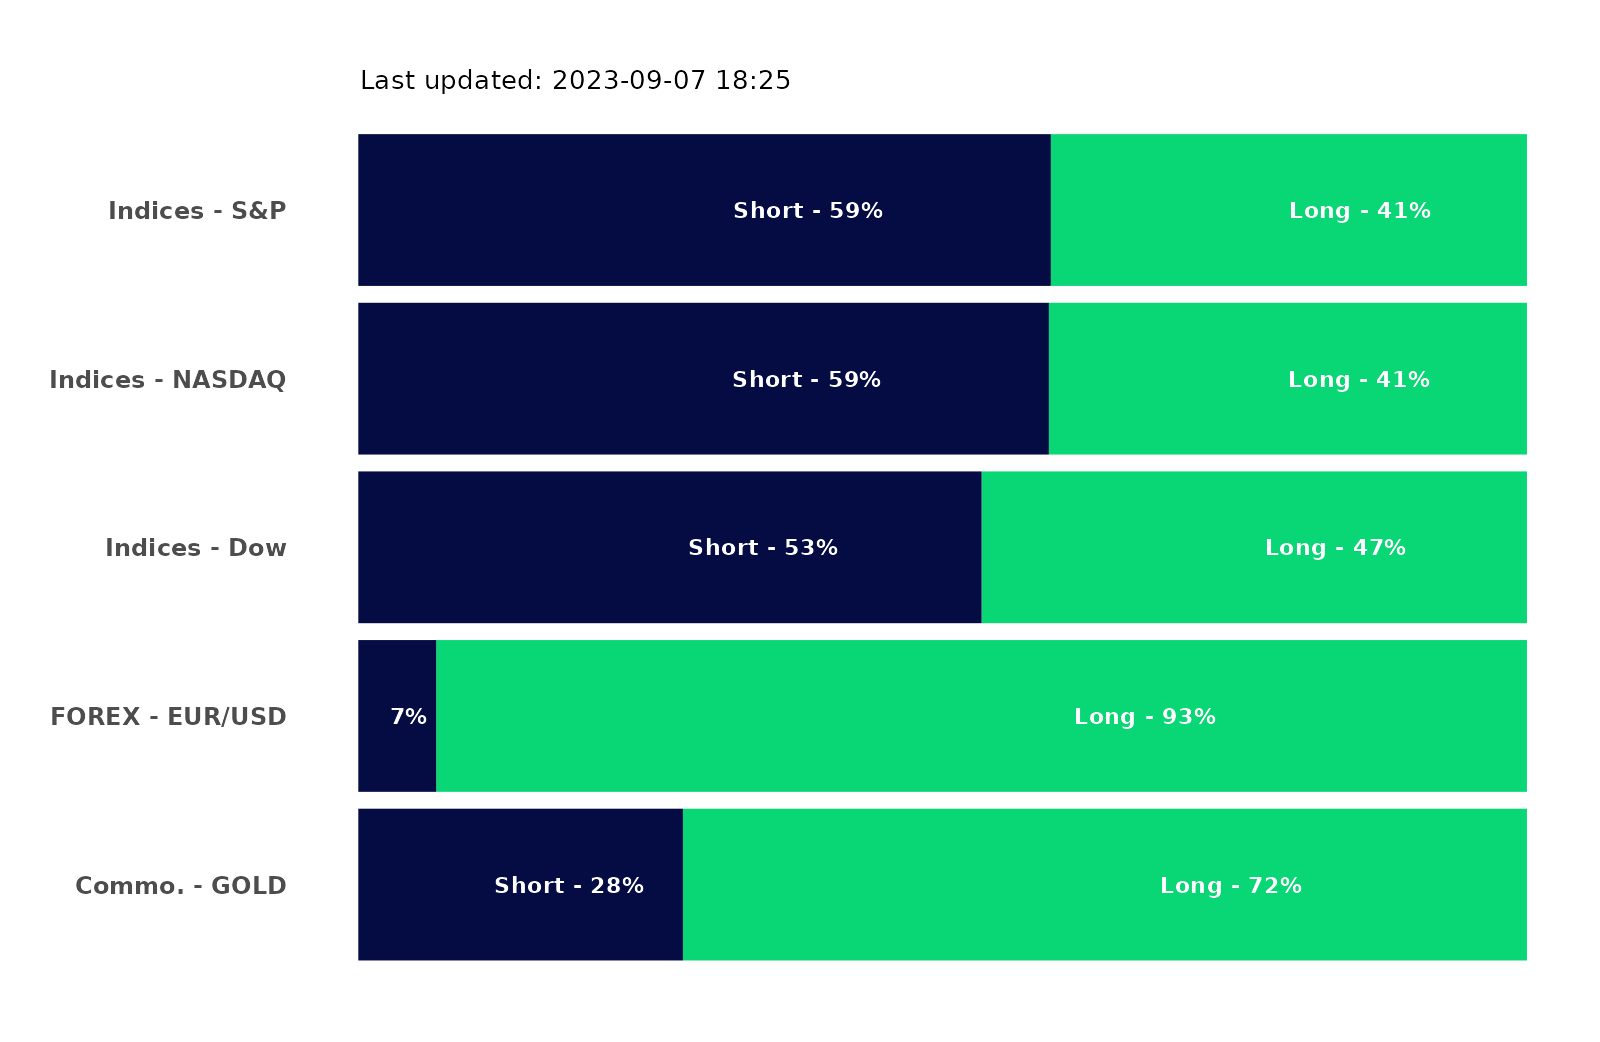 Last updated: 2023-09-07 18:25
Indices - S&P
Short - 59%
Long - 41%
Indices - NASDAQ
Short - 59%
Long - 41%
Indices - Dow
Short - 53%
Long - 47%
FOREX - EUR/USD
7%
Long - 93%
Commo. - GOLD
Short - 28%
Long - 72%